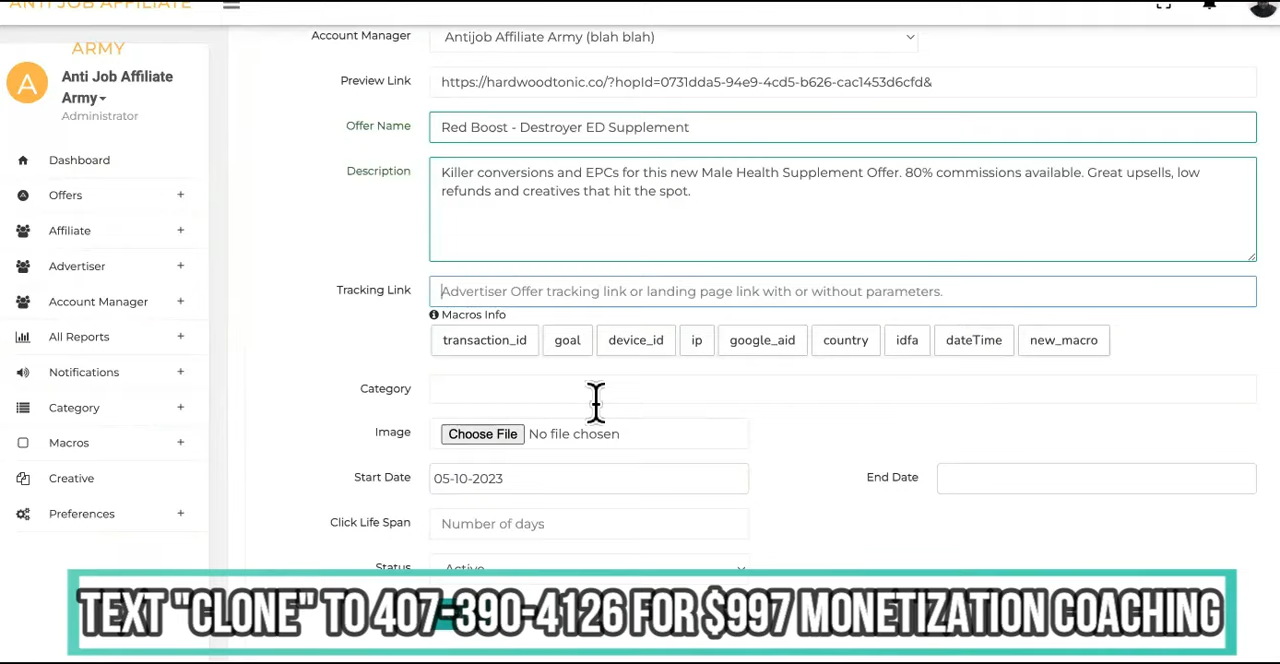 ANTI JOB AFFILIATE
ARMY
A
Anti Job Affiliate
Army
Administrator
Dashboard
Offers +
Affiliate +
Advertiser +
Account Manager +
All Reports +
Notifications +
Category +
Macros +
Creative
Preferences +
Account Manager Antijob Affiliate Army (blah blah)
Preview Link https://hardwoodtonic.co/?hopId=0731dda5-94e9-4cd5-b626-cac1453d6cfd&
Offer Name Red Boost - Destroyer ED Supplement
Description Killer conversions and EPCs for this new Male Health Supplement Offer. 80% commissions available. Great upsells, low
refunds and creatives that hit the spot.
Tracking Link Advertiser Offer tracking link or landing page link with or without parameters.
Macros Info
transaction_id goal device_id ip google_aid country idfa dateTime new_macro
Category
Image Choose File No file chosen
Start Date 05-10-2023 End Date
Click Life Span Number of days
Status Active
TEXT "CLONE" TO 407-390-4126 FOR $997 MONETIZATION COACHING